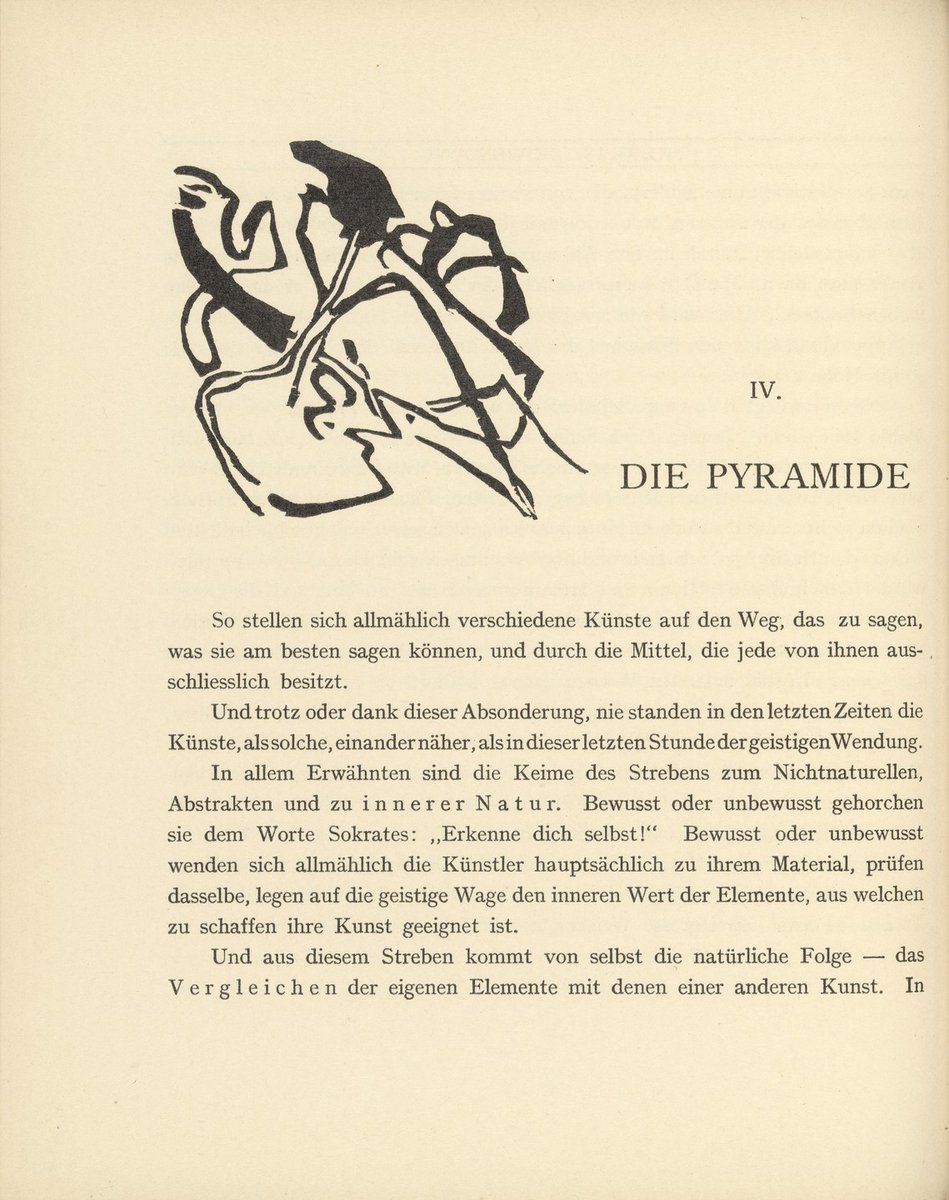 IV.
DIE PYRAMIDE
So stellen sich allmählich verschiedene Künste auf den Weg, das zu sagen,
was sie am besten sagen können, und durch die Mittel, die jede von ihnen aus-
schliesslich besitzt.
Und trotz oder dank dieser Absonderung, nie standen in den letzten Zeiten die
Künste, als solche, einander näher, als in dieser letzten Stunde der geistigen Wendung.
In allem Erwähnten sind die Keime des Strebens zum Nichtnaturellen,
Abstrakten und zu innerer Natur. Bewusst oder unbewusst gehorchen
sie dem Worte Sokrates: „Erkenne dich selbst!“ Bewusst oder unbewusst
wenden sich allmählich die Künstler hauptsächlich zu ihrem Material, prüfen
dasselbe, legen auf die geistige Wage den inneren Wert der Elemente, aus welchen
zu schaffen ihre Kunst geeignet ist.
Und aus diesem Streben kommt von selbst die natürliche Folge — das
Vergleichen der eigenen Elemente mit denen einer anderen Kunst. In